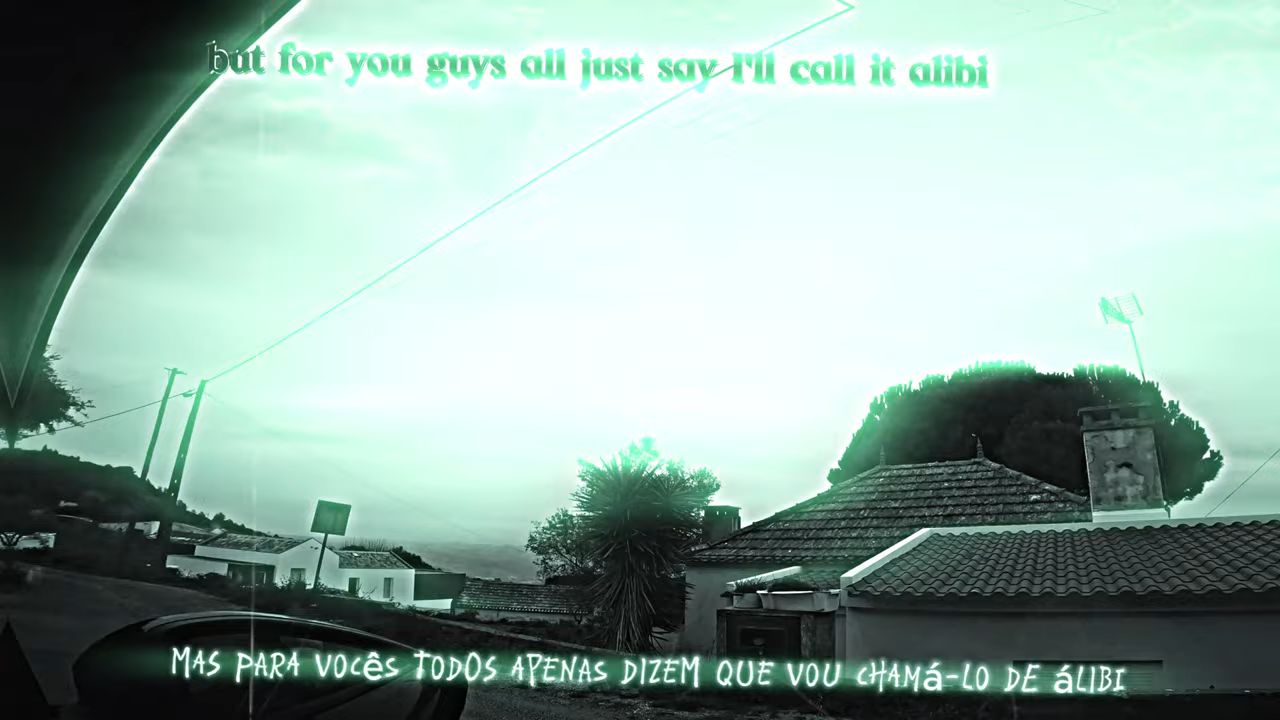 but for you guys all just say I'll call it alibi
MAS PARA VOCêS TODOS APENAS DIZEM QUE VOU CHAMá-LO DE áLIBI